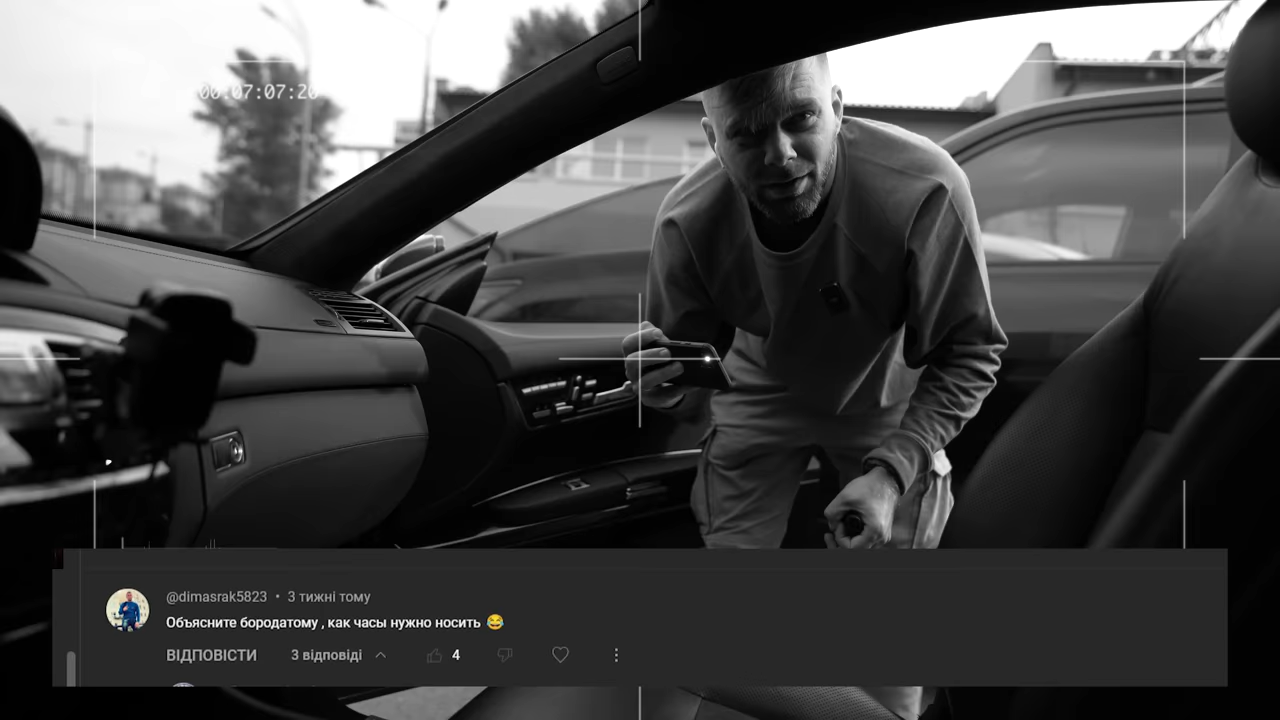 00:07:07:20
@dimasrak5823 • 3 тижні тому
Объясните бородатому , как часы нужно носить 😂
ВІДПОВІСТИ 3 відповіді 4